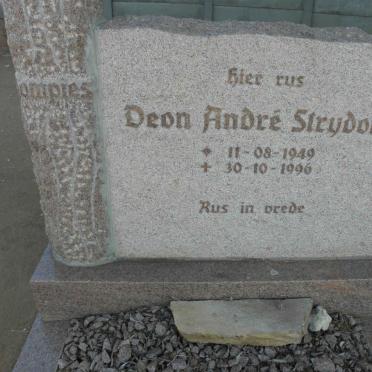 ompies
Hier rus
Deon André Strydo
* 11-08-1949
+ 30-10-1996
Rus in vrede